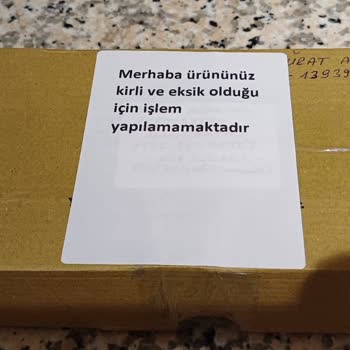 Merhaba ürününüz
kirli ve eksik olduğu
için işlem
yapılamamaktadır